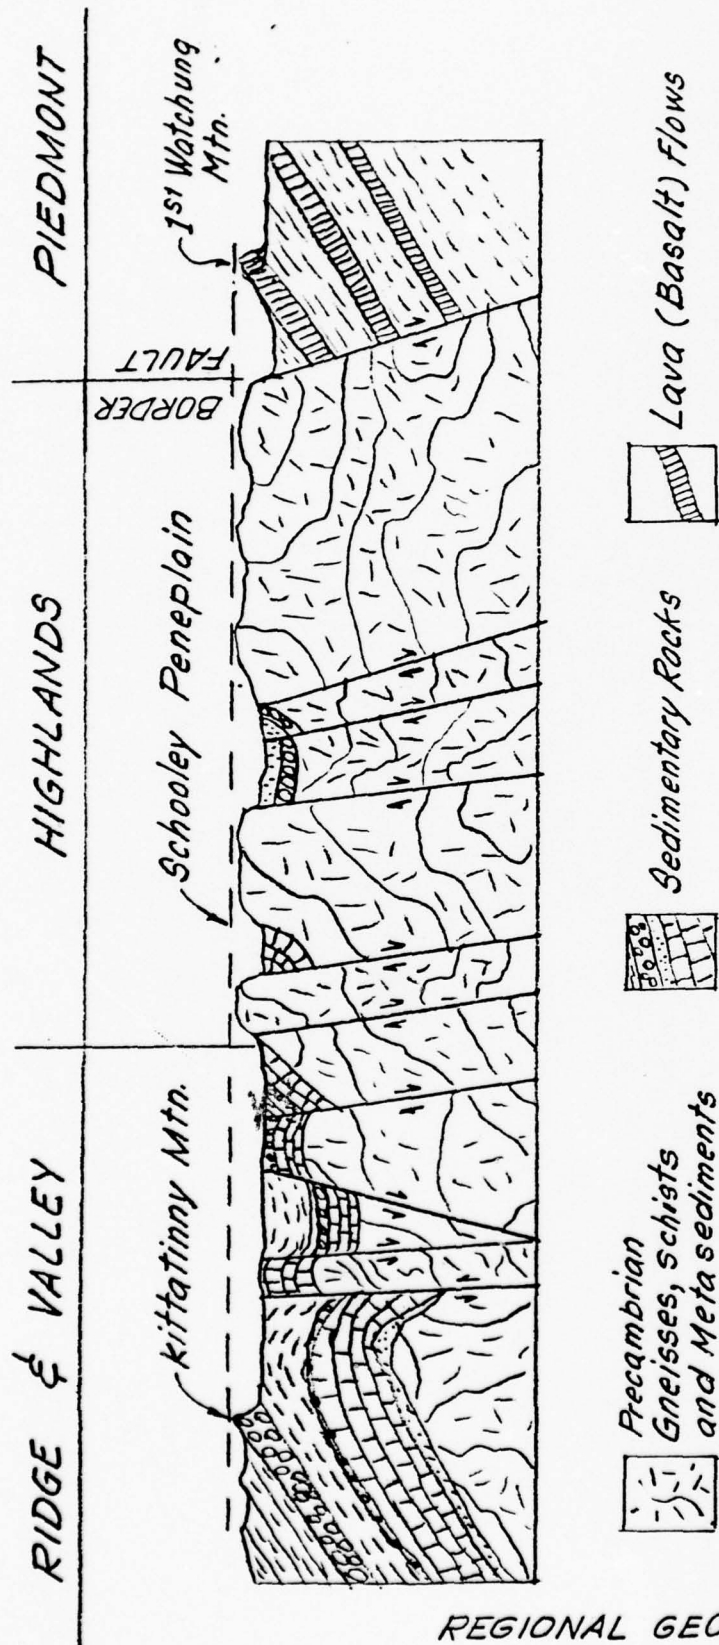 RIDGE & VALLEY
HIGHLANDS
PIEDMONT
Kittatinny Mtn.
Schooley Peneplain
BORDER
FAULT
1ST Watchung
Mtn.
Precambrian
Gneisses, schists
and Meta sediments
Sedimentary Rocks
Lava (Basalt) Flows
REGIONAL